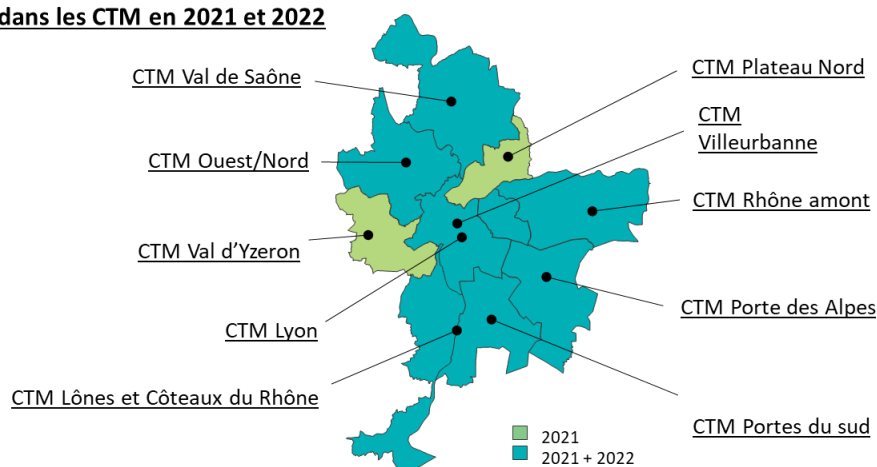 dans les CTM en 2021 et 2022
CTM Val de Saône
CTM Plateau Nord
CTM
Villeurbanne
CTM Ouest/Nord
CTM Rhône amont
CTM Val d’Yzeron
CTM Porte des Alpes
CTM Lyon
CTM Lônes et Côteaux du Rhône
CTM Portes du sud
2021
2021 + 2022